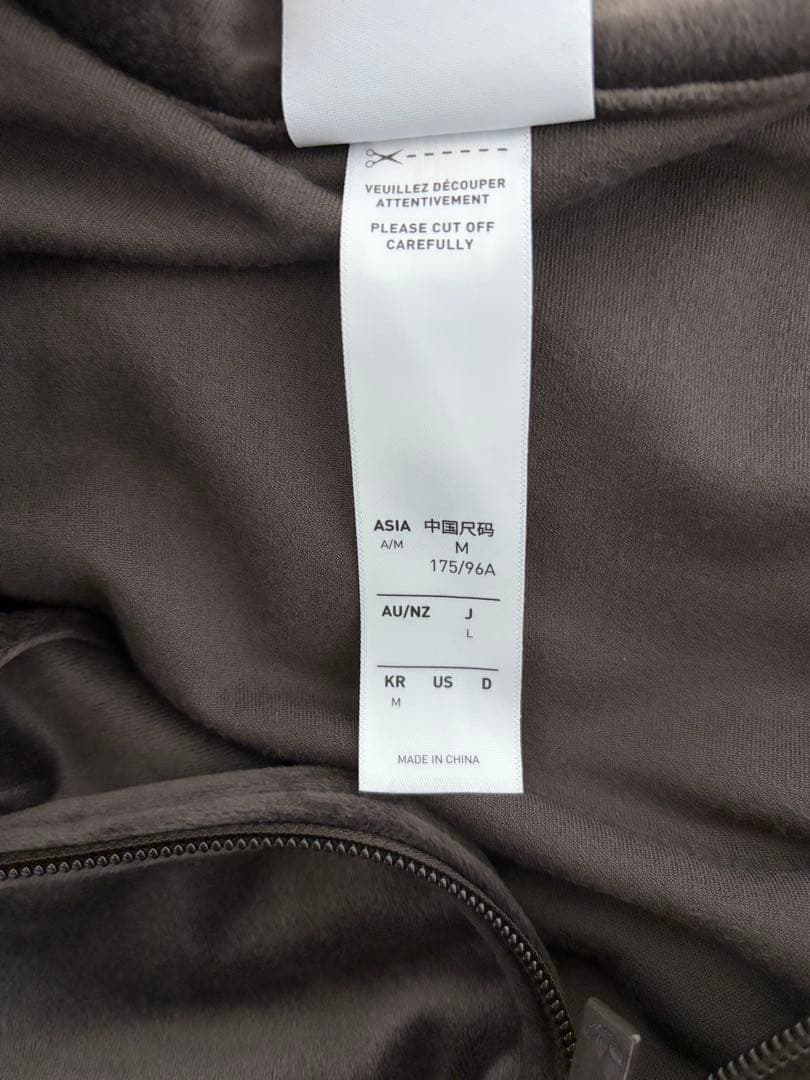 VEUILLEZ DÉCOUPER
ATTENTIVEMENT
PLEASE CUT OFF
CAREFULLY
ASIA 中国尺码
A/M M
175/96A
AU/NZ J
L
KR US D
M
MADE IN CHINA